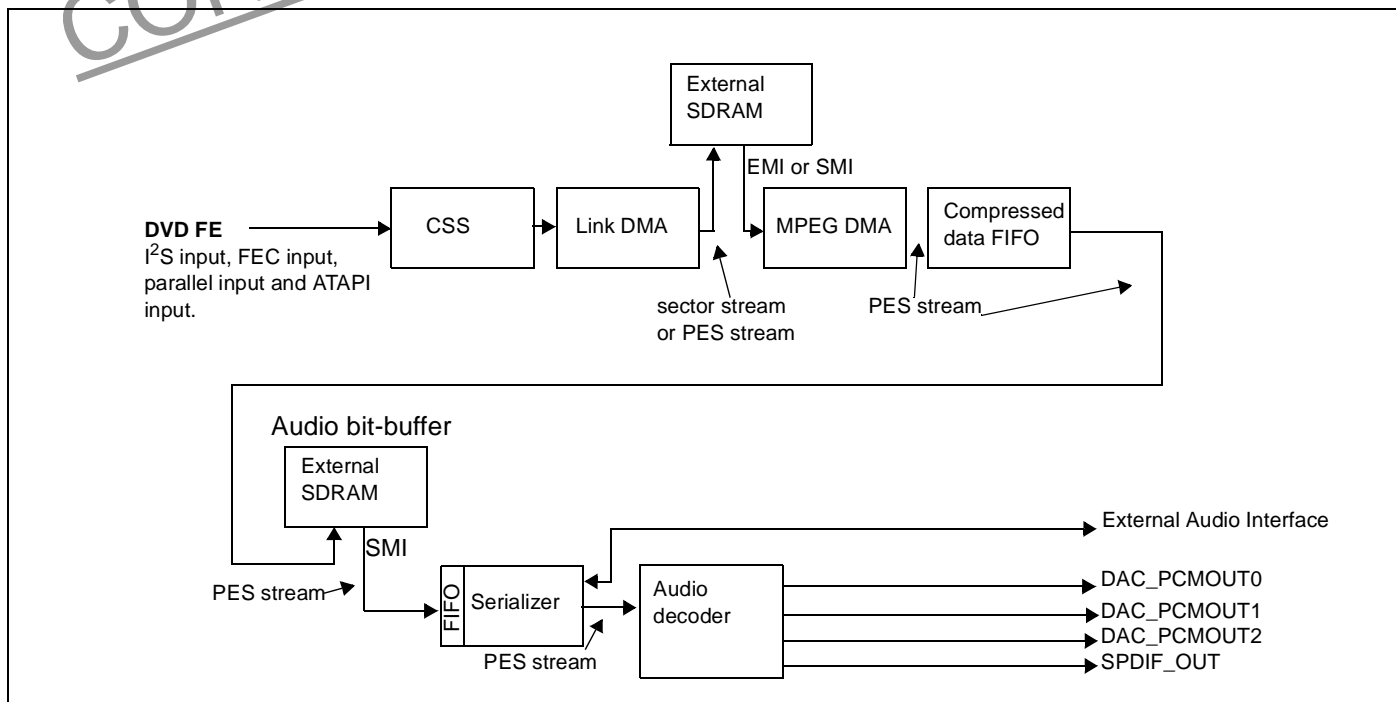 External
SDRAM
EMI or SMI
CSS
Link DMA
MPEG DMA
Compressed
data FIFO
DVD FE
I²S input, FEC input,
parallel input and ATAPI
input.
sector stream
or PES stream
PES stream
Audio bit-buffer
External
SDRAM
SMI
PES stream
FIFO
Serializer
PES stream
Audio
decoder
External Audio Interface
DAC_PCMOUT0
DAC_PCMOUT1
DAC_PCMOUT2
SPDIF_OUT